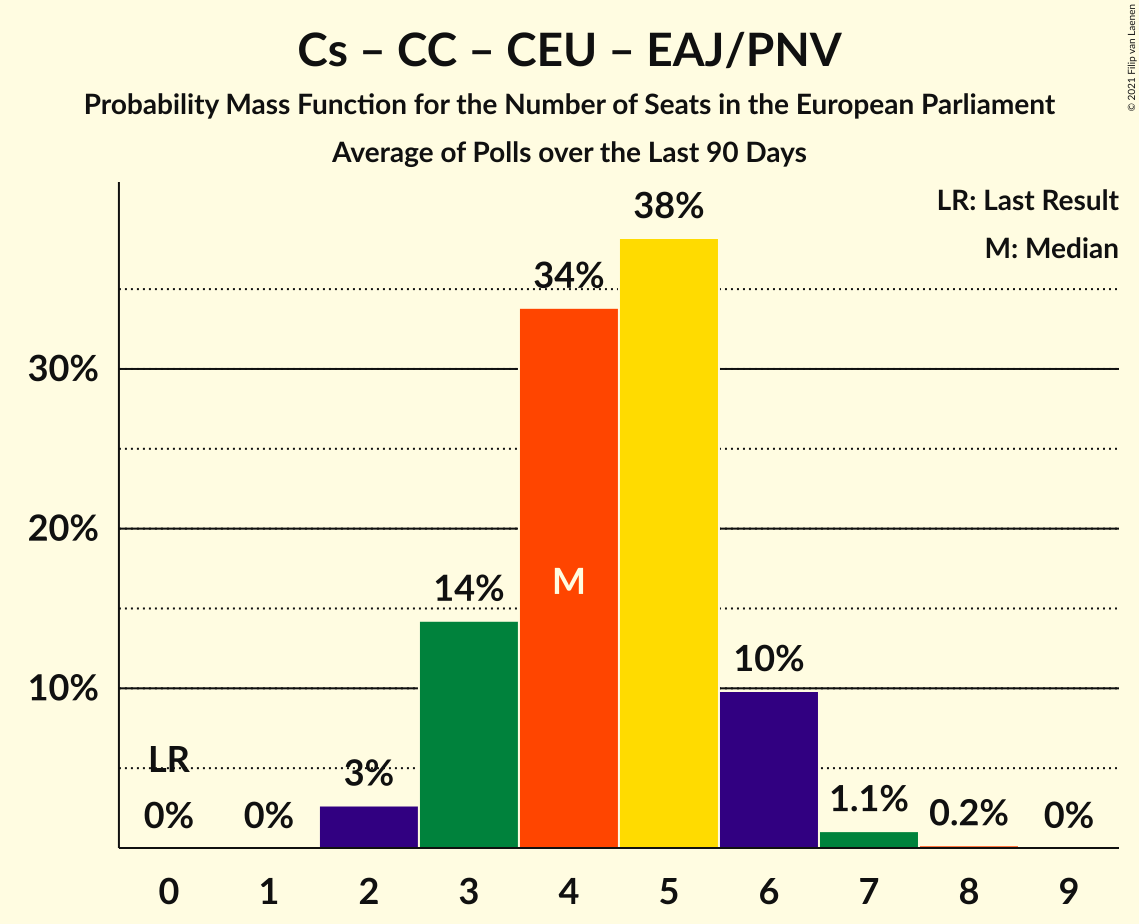 Cs – CC – CEU – EAJ/PNV
Probability Mass Function for the Number of Seats in the European Parliament
Average of Polls over the Last 90 Days
© 2021 Filip van Laenen
LR: Last Result
M: Median
38%
34%
30%
20%
14%
M
10%
10%
LR
3%
0%
0%
1.1%
0.2%
0%
0 1 2 3 4 5 6 7 8 9